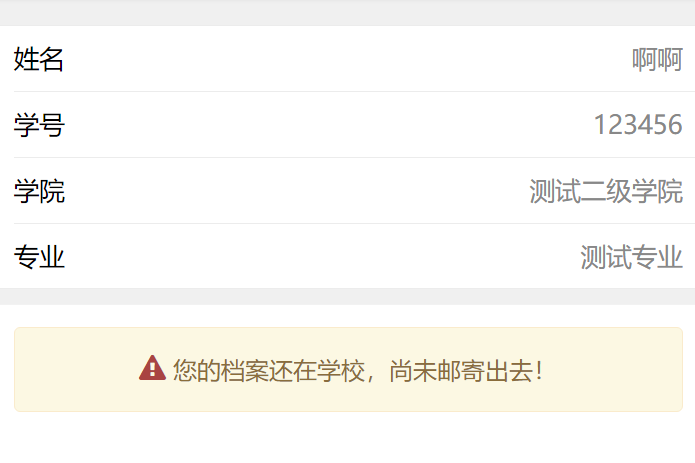 姓名 啊啊
学号 123456
学院 测试二级学院
专业 测试专业
您的档案还在学校，尚未邮寄出去！